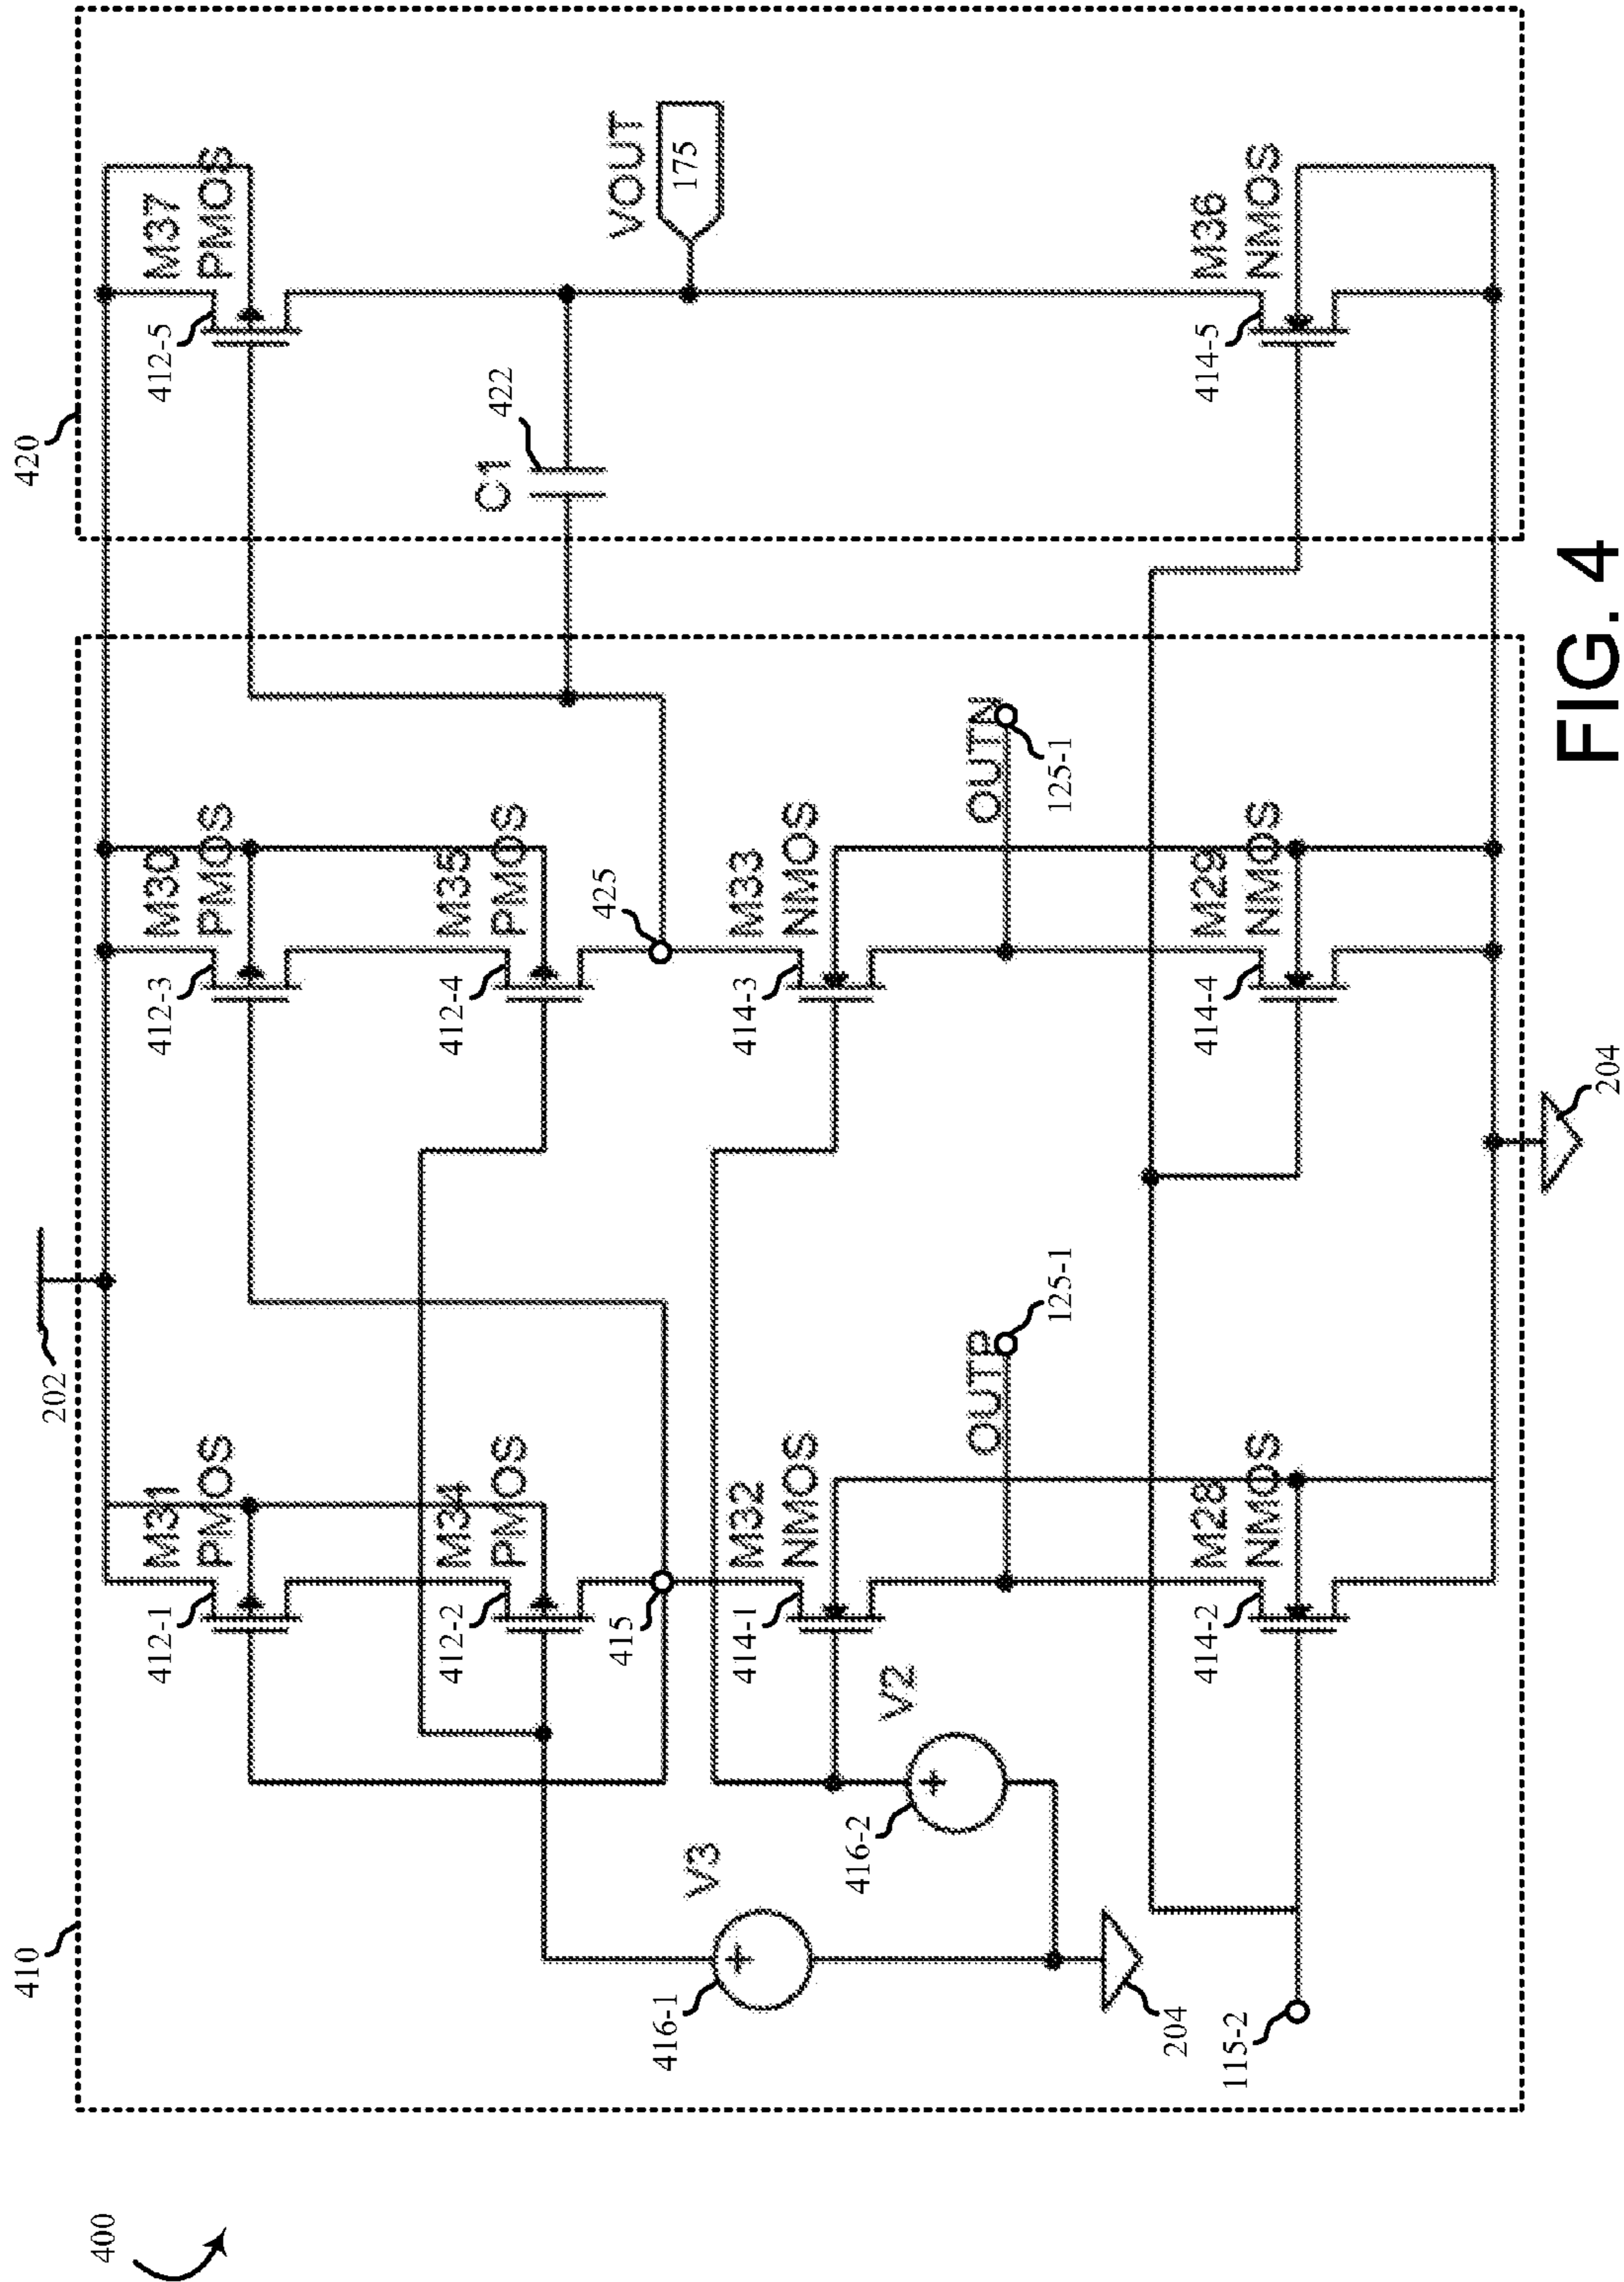 400
410
420
202
412-1
M31
PMOS
412-3
M30
PMOS
412-5
M37
PMOS
412-2
M34
PMOS
412-4
M35
PMOS
C1
422
415
425
VOUT
175
416-1
V3
414-1
M32
NMOS
414-3
M33
NMOS
416-2
V2
OUTP
125-1
OUTN
125-1
204
115-2
414-2
M28
NMOS
414-4
M29
NMOS
414-5
M36
NMOS
204
FIG. 4